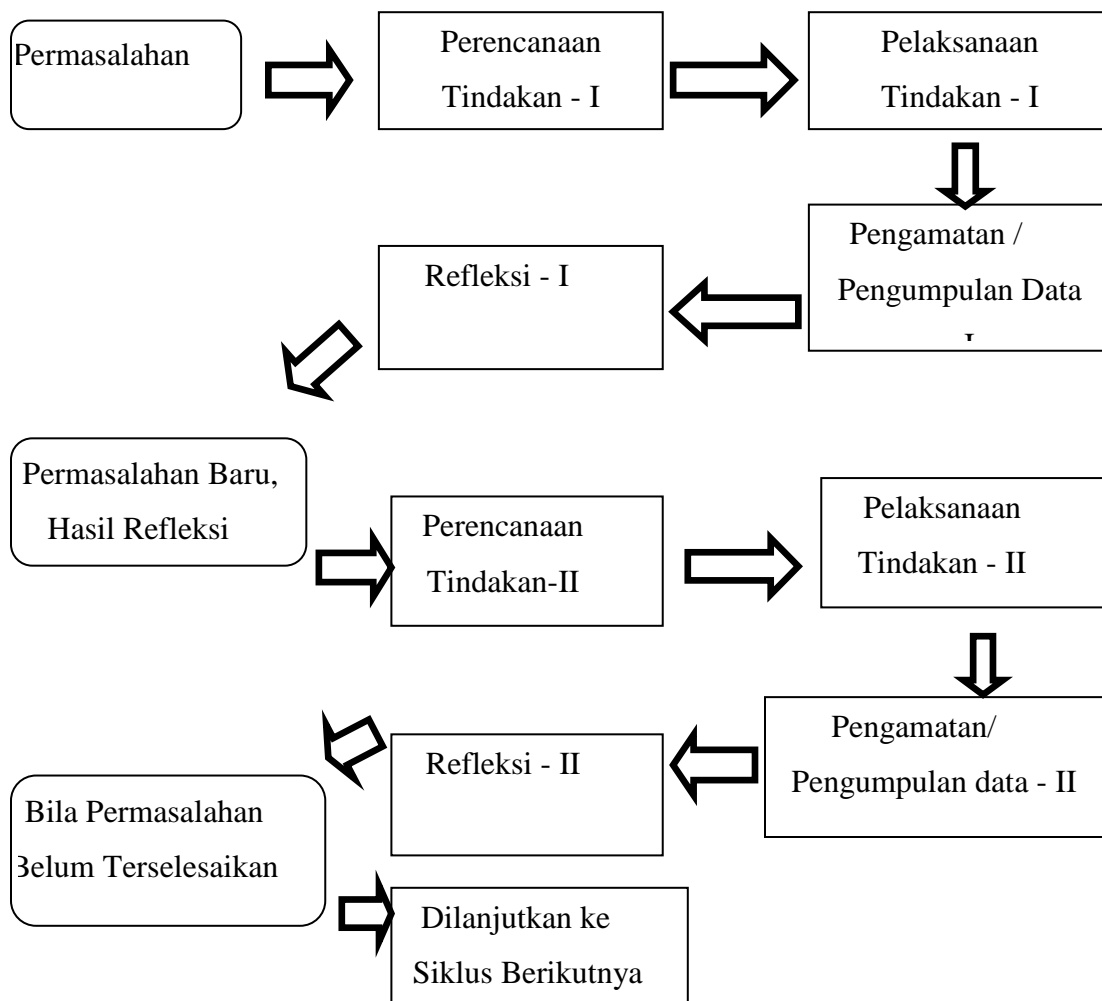 Permasalahan
Perencanaan
Tindakan - I
Pelaksanaan
Tindakan - I
Pengamatan /
Pengumpulan Data
Refleksi - I
Permasalahan Baru,
Hasil Refleksi
Perencanaan
Tindakan-II
Pelaksanaan
Tindakan - II
Pengamatan/
Pengumpulan data - II
Refleksi - II
Bila Permasalahan
Belum Terselesaikan
Dilanjutkan ke
Siklus Berikutnya